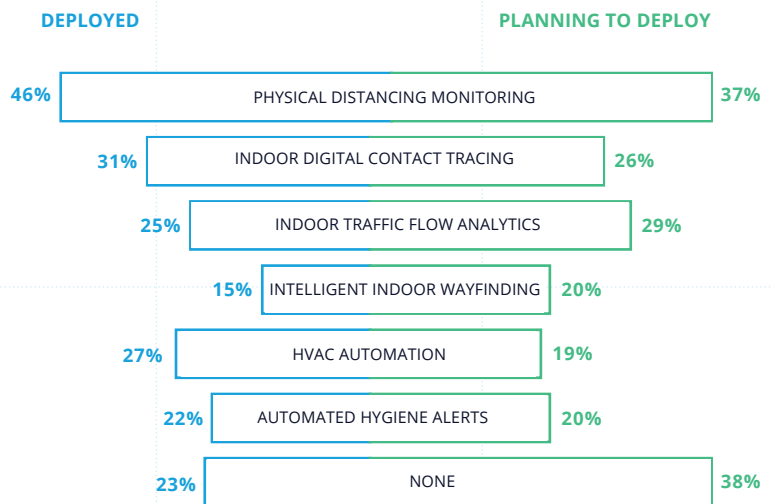 DEPLOYED PLANNING TO DEPLOY
46% PHYSICAL DISTANCING MONITORING 37%
31% INDOOR DIGITAL CONTACT TRACING 26%
25% INDOOR TRAFFIC FLOW ANALYTICS 29%
15% INTELLIGENT INDOOR WAYFINDING 20%
27% HVAC AUTOMATION 19%
22% AUTOMATED HYGIENE ALERTS 20%
23% NONE 38%